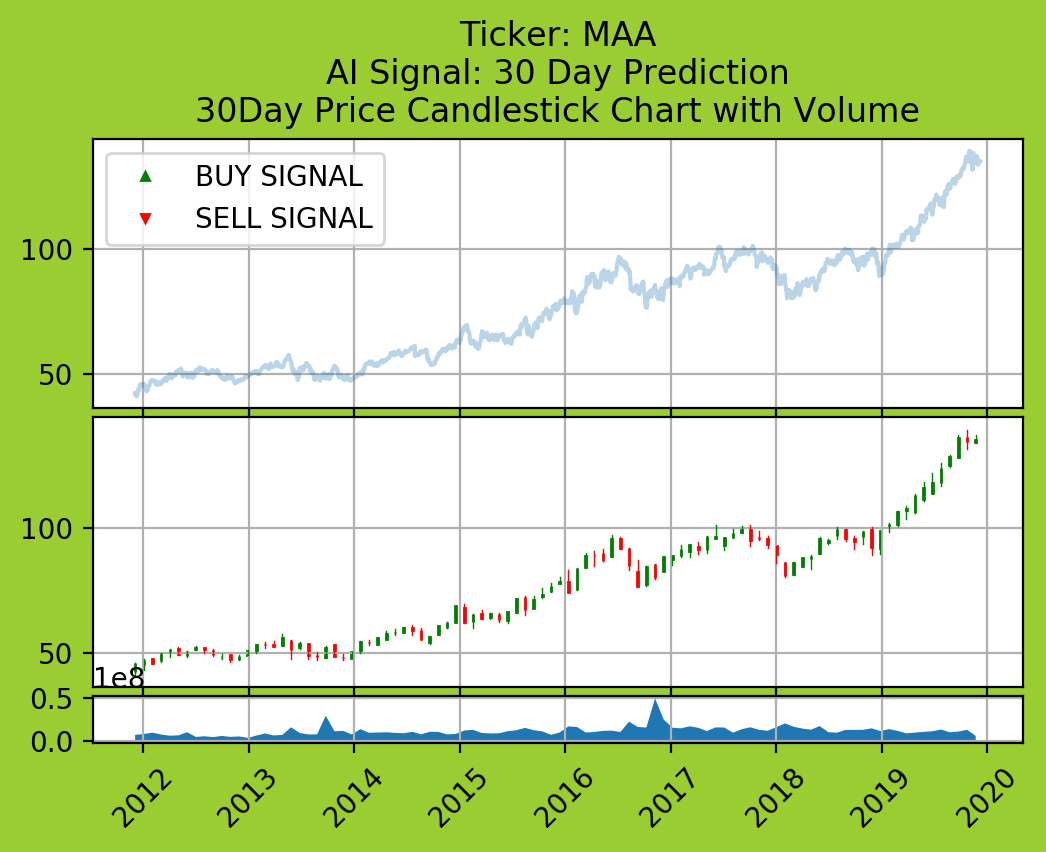 Ticker: MAA
AI Signal: 30 Day Prediction
30Day Price Candlestick Chart with Volume
BUY SIGNAL
SELL SIGNAL
100
50
100
50
1e8
0.5
0.0
2012 2013 2014 2015 2016 2017 2018 2019 2020